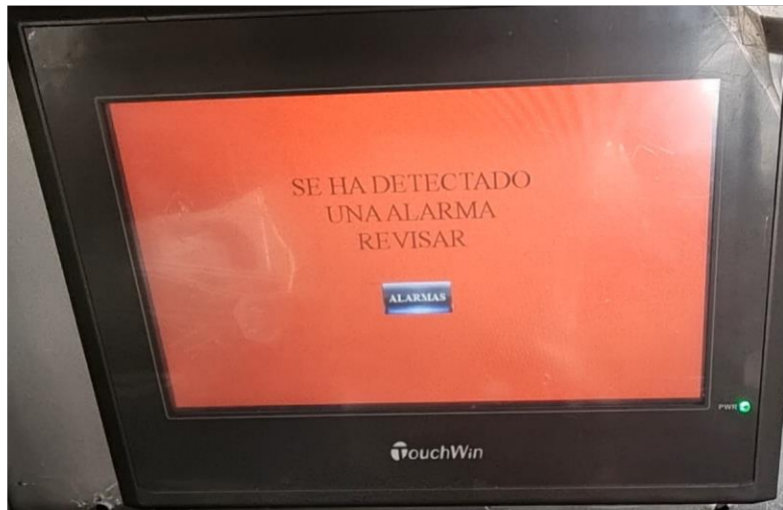 SE HA DETECTADO
UNA ALARMA
REVISAR
ALARMAS
PWR
TouchWin